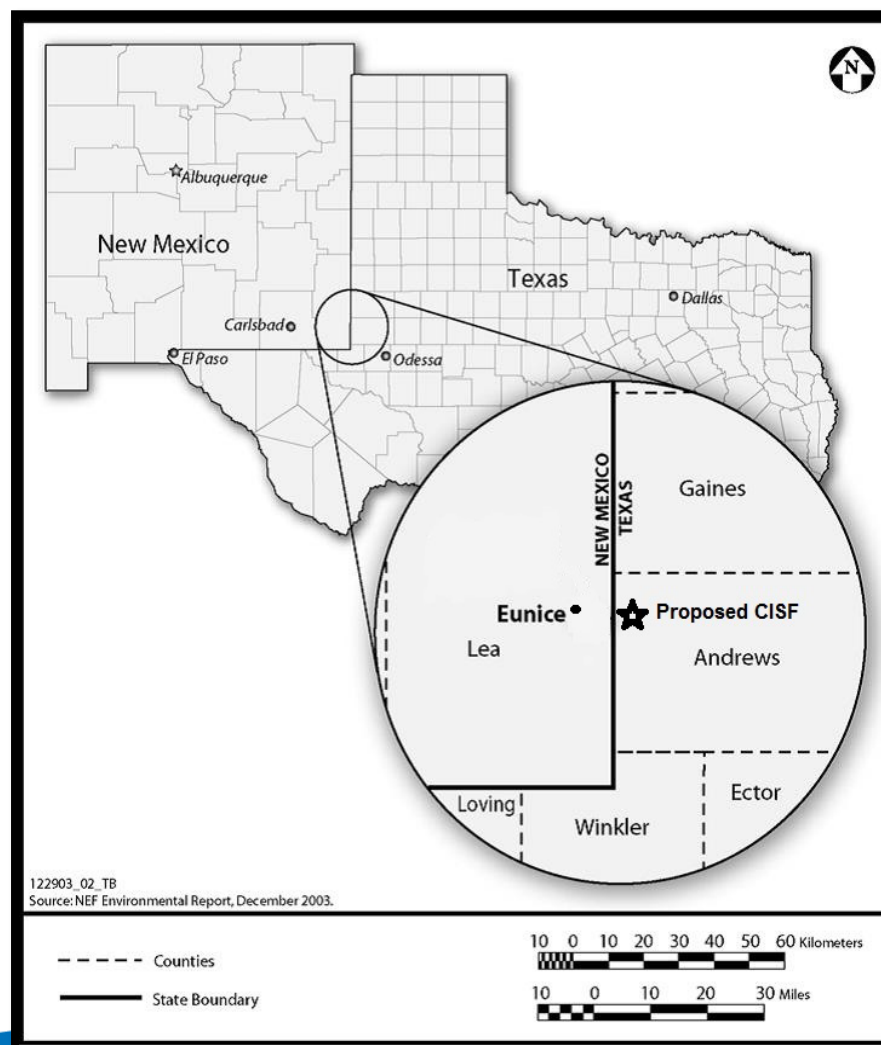 N
Albuquerque
New Mexico
Texas
Dallas
Carlsbad
El Paso
Odessa
NEW MEXICO
TEXAS
Gaines
Eunice
Proposed CISF
Lea
Andrews
Loving
Winkler
Ector
122903_02_TB
Source: NEF Environmental Report, December 2003.
Counties
State Boundary
10 0 10 20 30 40 50 60 Kilometers
10 0 10 20 30 Miles